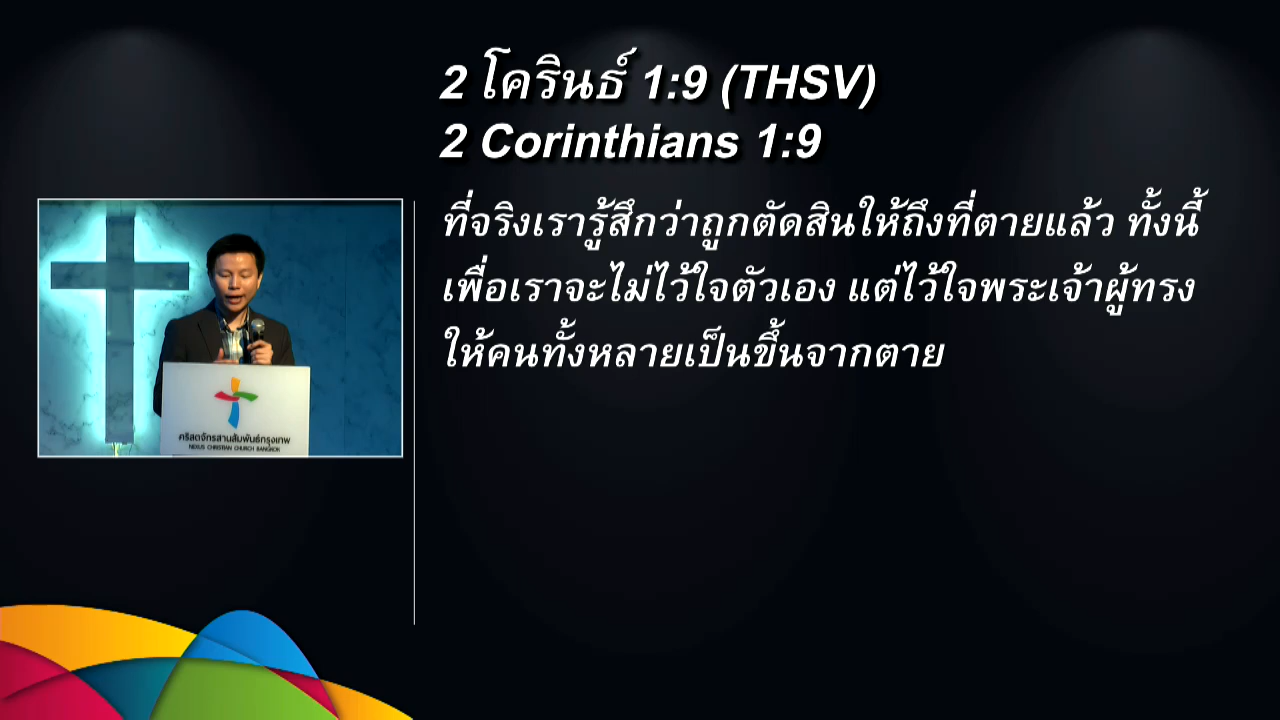 2 โครินธ์ 1:9 (THSV)
2 Corinthians 1:9
ที่จริงเรารู้สึกว่าถูกตัดสินให้ถึงที่ตายแล้ว ทั้งนี้
เพื่อเราจะไม่ไว้ใจตัวเอง แต่ไว้ใจพระเจ้าผู้ทรง
ให้คนทั้งหลายเป็นขึ้นจากตาย
คริสตจักรสานสัมพันธ์กรุงเทพ
NEXUS CHRISTIAN CHURCH BANGKOK